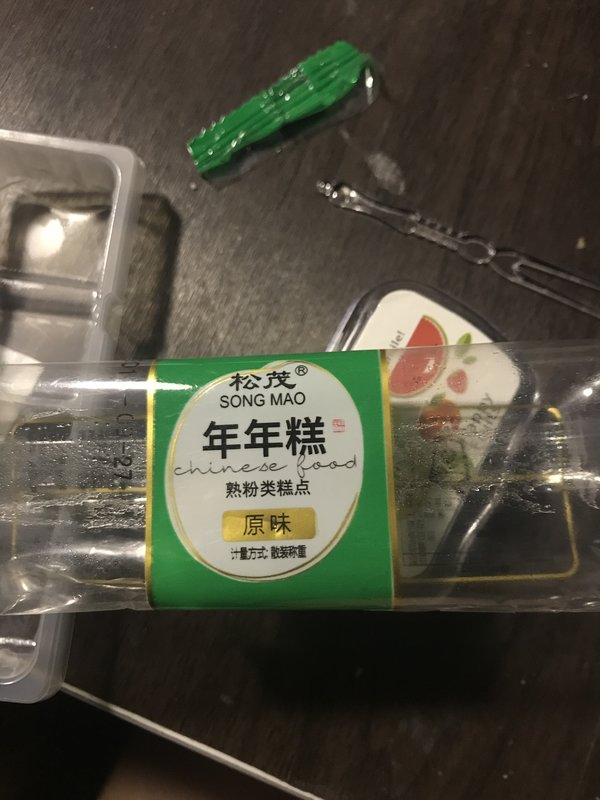 松茂®
SONG MAO
年年糕
chinese food
熟粉类糕点
原味
计量方式: 散装称重